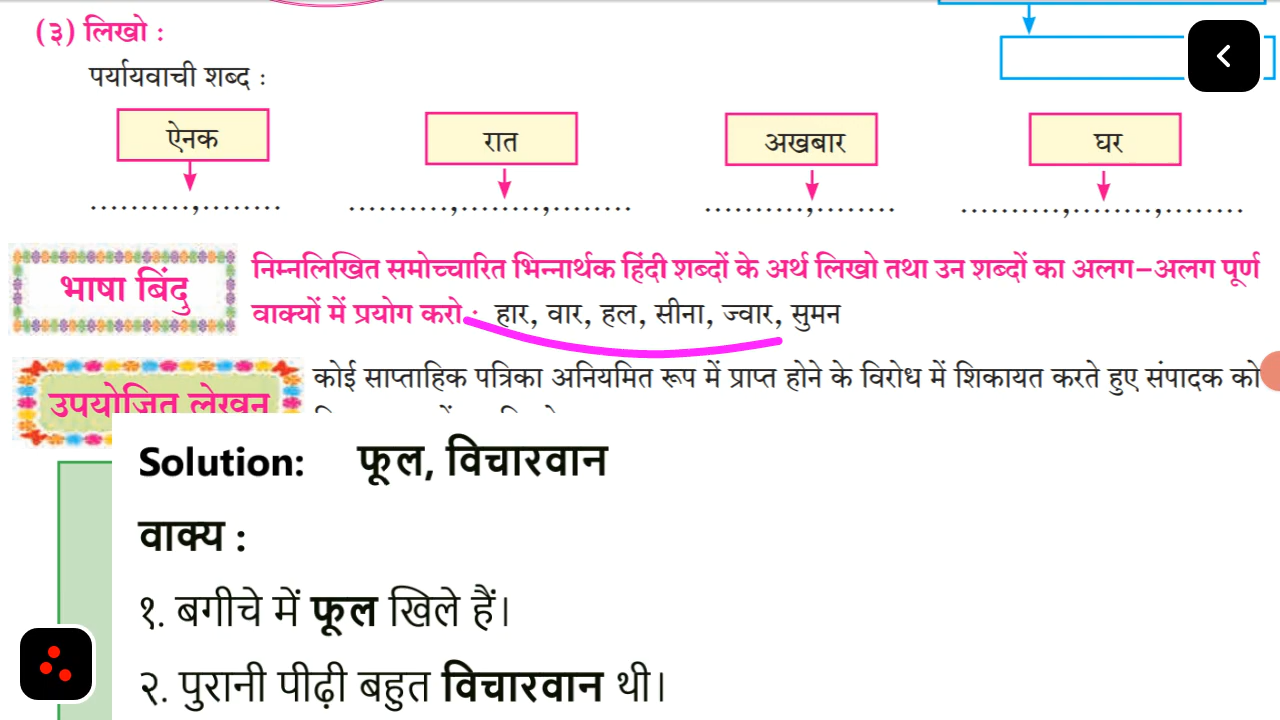 (३) लिखो :
पर्यायवाची शब्द :
ऐनक रात अखबार घर
..........,........ ..........,........,........ ..........,........ ..........,........,........
भाषा बिंदु
निम्नलिखित समोच्चारित भिन्नार्थक हिंदी शब्दों के अर्थ लिखो तथा उन शब्दों का अलग-अलग पूर्ण
वाक्यों में प्रयोग करो : हार, वार, हल, सीना, ज्वार, सुमन
उपयोजित लेखन
कोई साप्ताहिक पत्रिका अनियमित रूप में प्राप्त होने के विरोध में शिकायत करते हुए संपादक को
Solution: फूल, विचारवान
वाक्य :
१. बगीचे में फूल खिले हैं।
२. पुरानी पीढ़ी बहुत विचारवान थी।